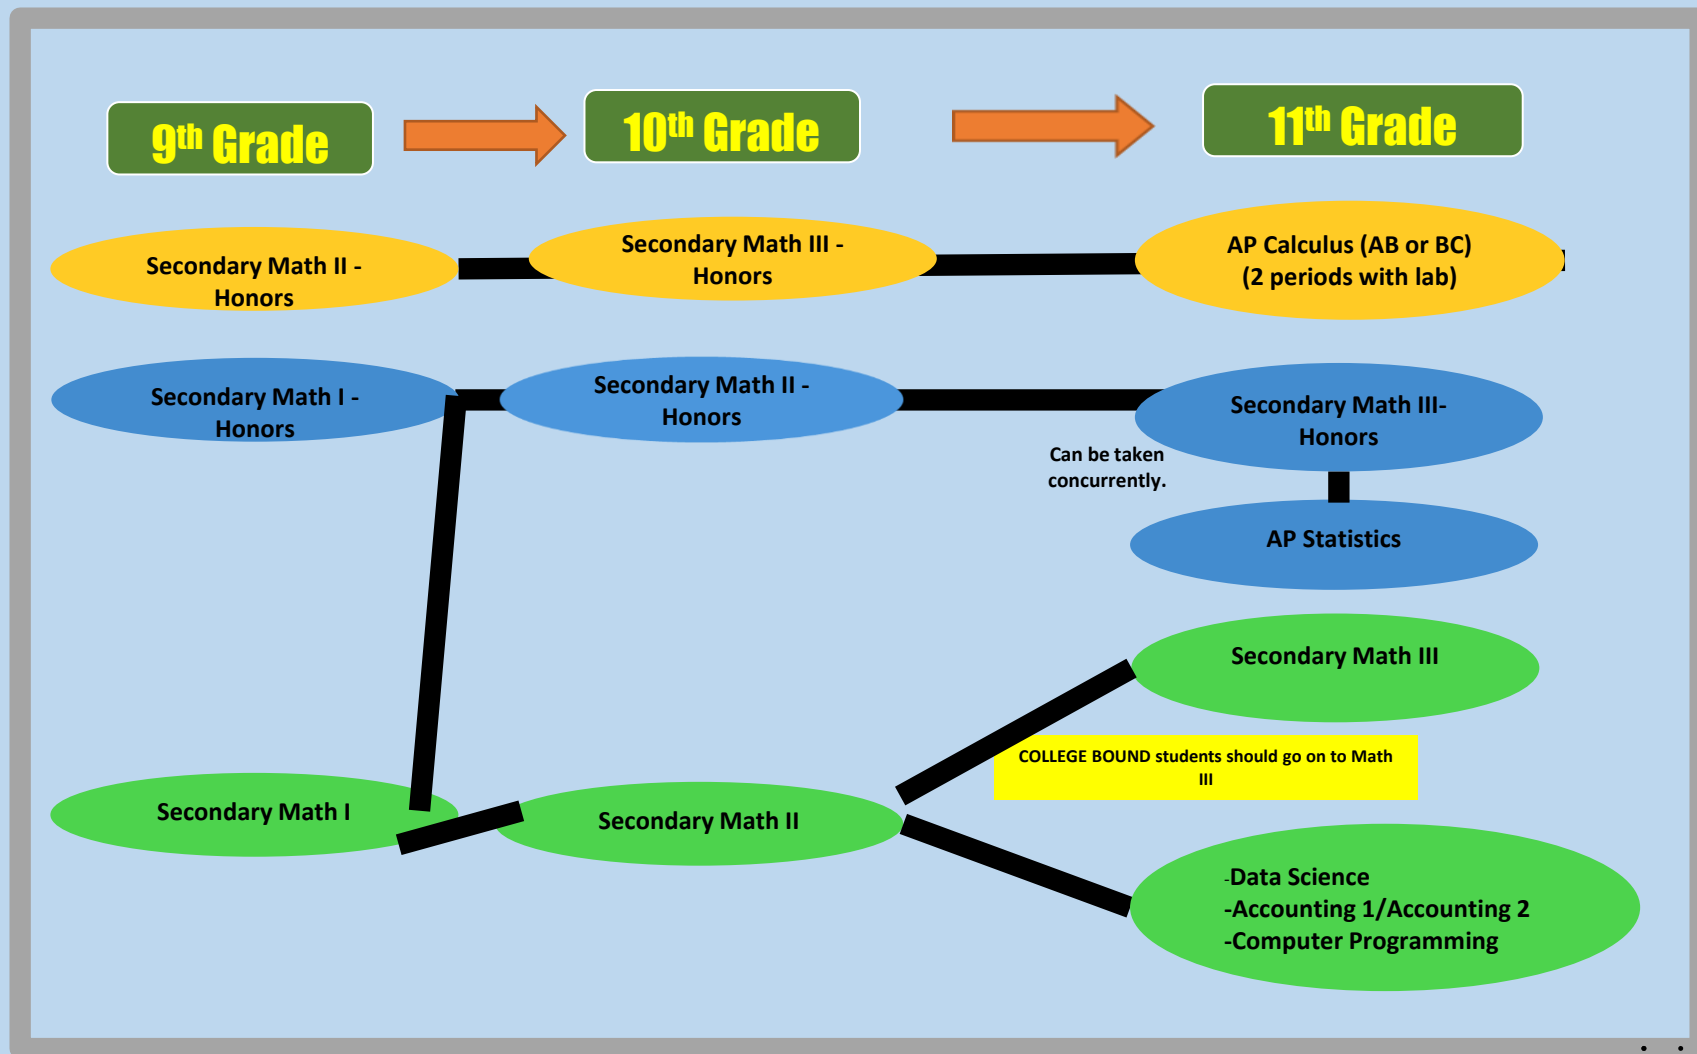 9th Grade
10th Grade
11th Grade
Secondary Math II -
Honors
Secondary Math III -
Honors
AP Calculus (AB or BC)
(2 periods with lab)
Secondary Math I -
Honors
Secondary Math II -
Honors
Secondary Math III-
Honors
Can be taken
concurrently.
AP Statistics
Secondary Math III
COLLEGE BOUND students should go on to Math
III
Secondary Math I
Secondary Math II
-Data Science
-Accounting 1/Accounting 2
-Computer Programming